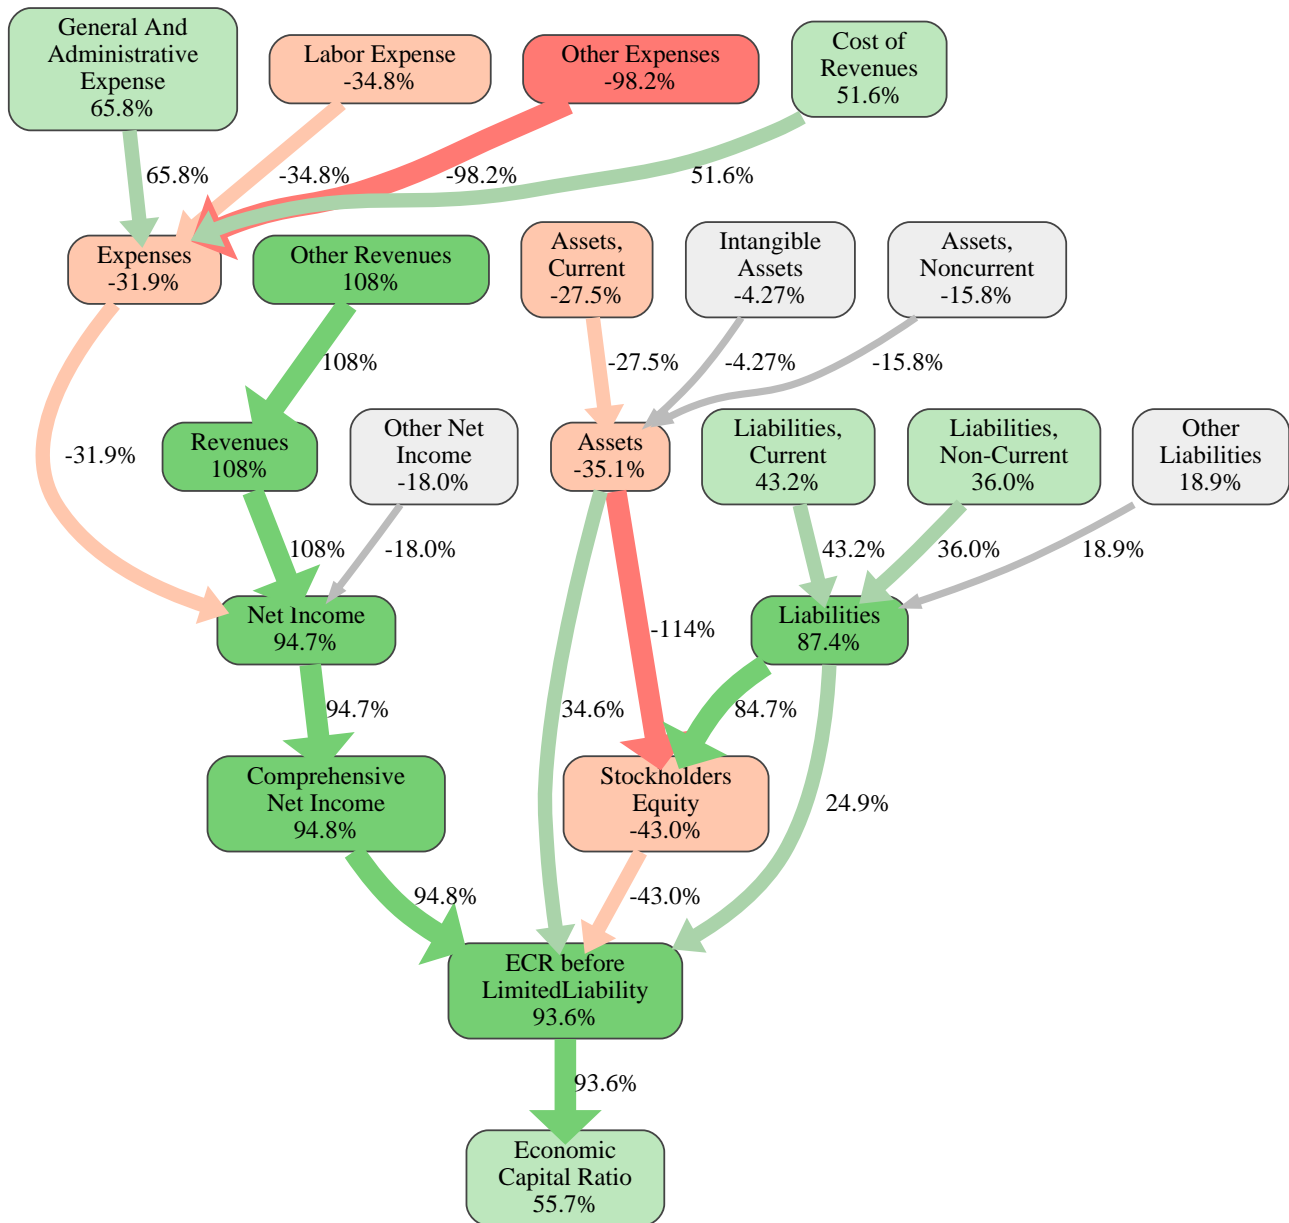 General And
Administrative
Expense
65.8%
Labor Expense
-34.8%
Other Expenses
-98.2%
Cost of
Revenues
51.6%
65.8%
-34.8%
-98.2%
51.6%
Expenses
-31.9%
Other Revenues
108%
Assets,
Current
-27.5%
Intangible
Assets
-4.27%
Assets,
Noncurrent
-15.8%
108%
-27.5%
-4.27%
-15.8%
-31.9%
Revenues
108%
Other Net
Income
-18.0%
Assets
-35.1%
Liabilities,
Current
43.2%
Liabilities,
Non-Current
36.0%
Other
Liabilities
18.9%
108%
-18.0%
43.2%
36.0%
18.9%
Net Income
94.7%
-114%
Liabilities
87.4%
94.7%
34.6%
84.7%
Comprehensive
Net Income
94.8%
Stockholders
Equity
-43.0%
24.9%
94.8%
-43.0%
ECR before
LimitedLiability
93.6%
93.6%
Economic
Capital Ratio
55.7%